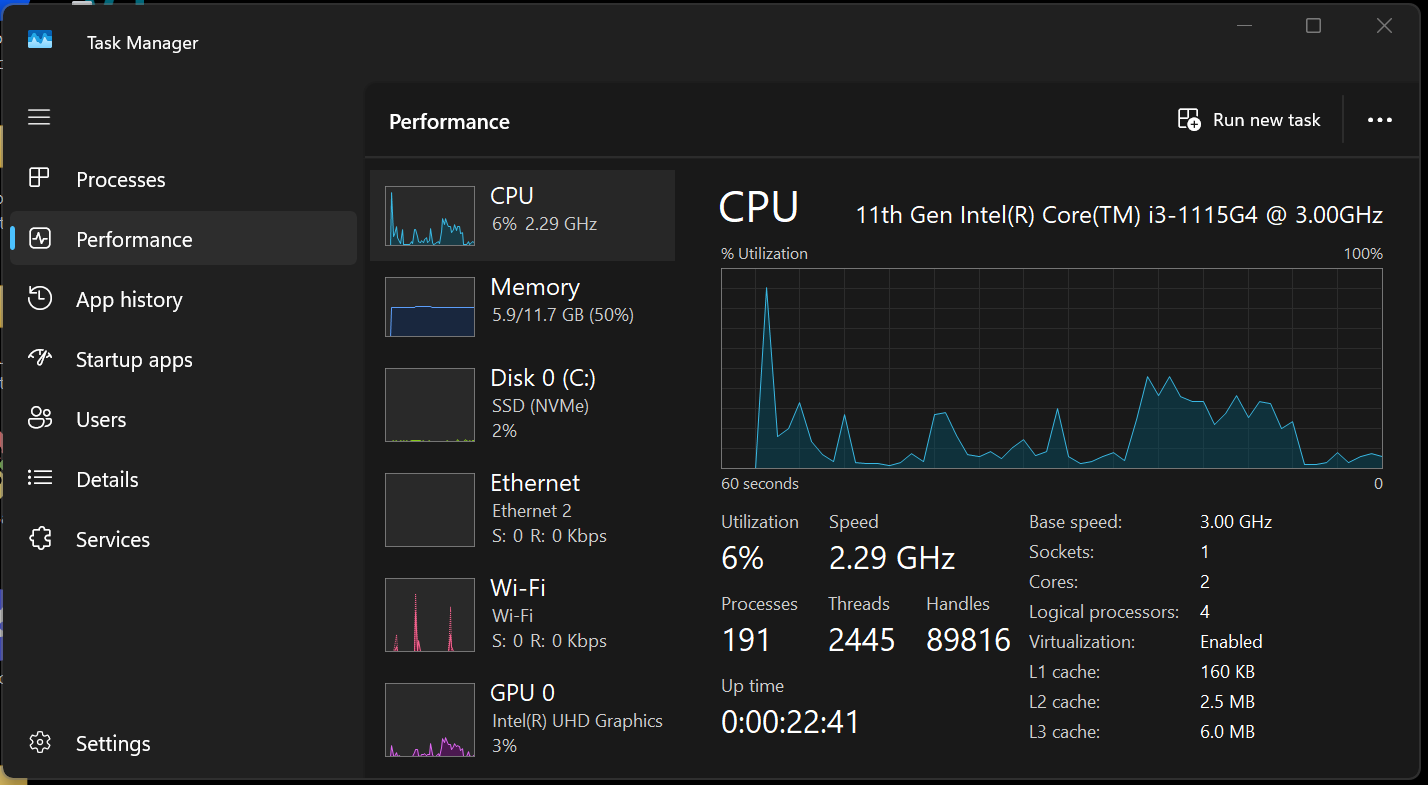 Task Manager
Processes
Performance
App history
Startup apps
Users
Details
Services
Settings
Performance
Run new task
CPU
6% 2.29 GHz
Memory
5.9/11.7 GB (50%)
Disk 0 (C:)
SSD (NVMe)
2%
Ethernet
Ethernet 2
S: 0 R: 0 Kbps
Wi-Fi
Wi-Fi
S: 0 R: 0 Kbps
GPU 0
Intel(R) UHD Graphics
3%
CPU
11th Gen Intel(R) Core(TM) i3-1115G4 @ 3.00GHz
% Utilization 100%
60 seconds 0
Utilization Speed
6% 2.29 GHz
Processes Threads Handles
191 2445 89816
Up time
0:00:22:41
Base speed: 3.00 GHz
Sockets: 1
Cores: 2
Logical processors: 4
Virtualization: Enabled
L1 cache: 160 KB
L2 cache: 2.5 MB
L3 cache: 6.0 MB